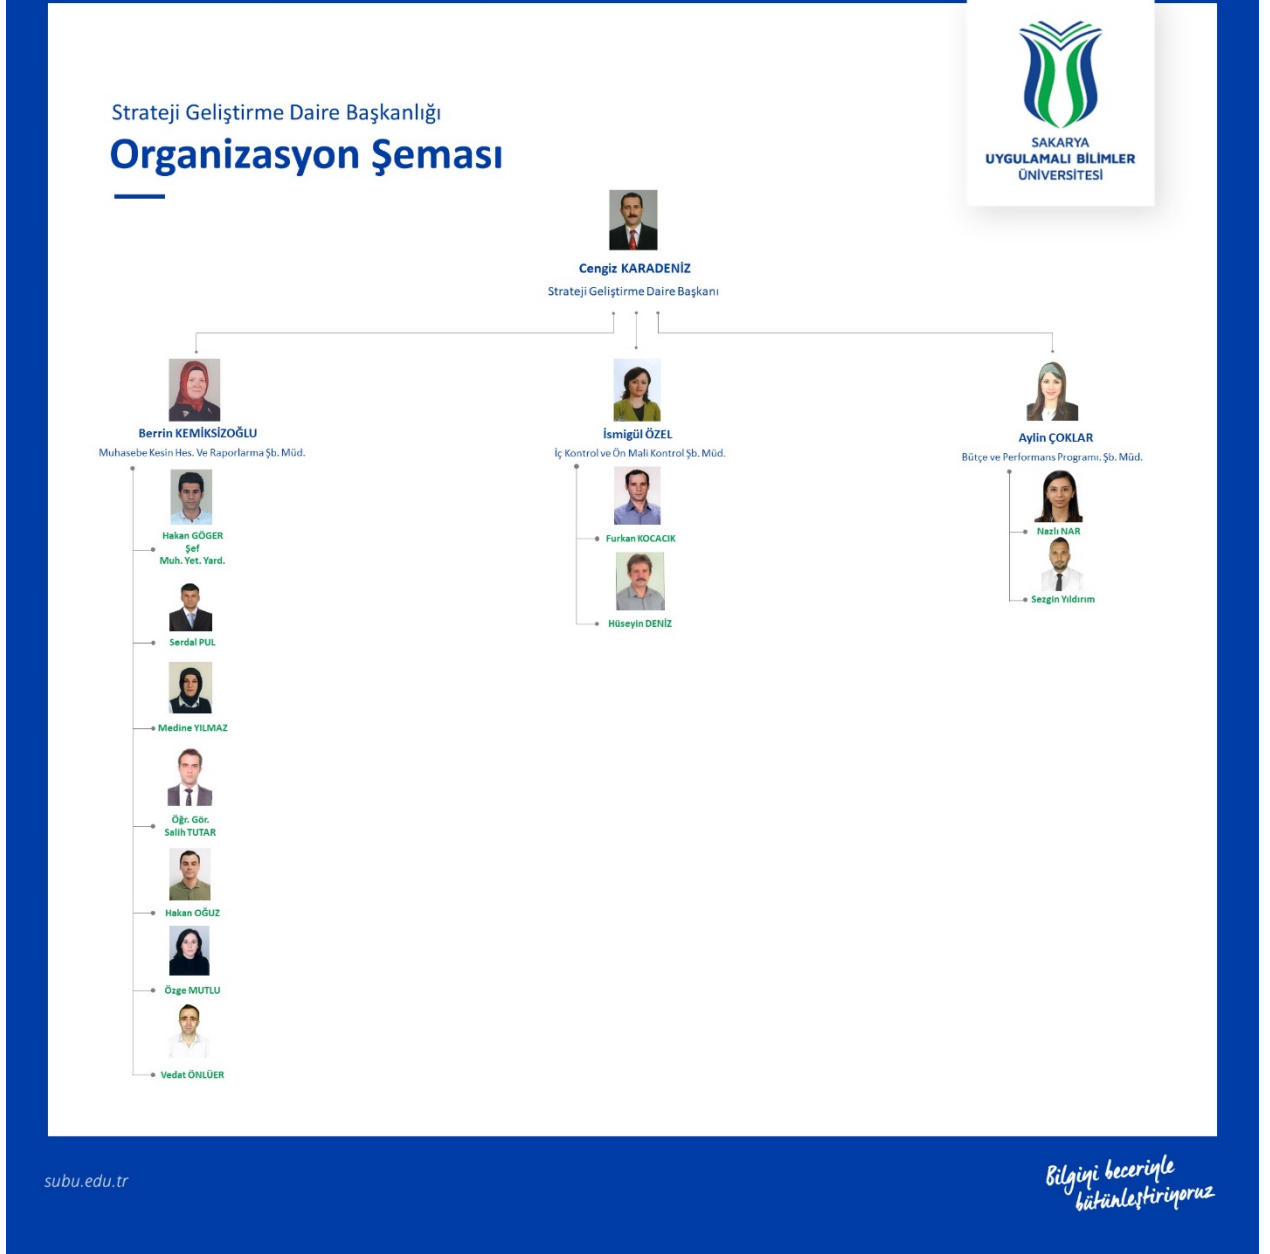 Strateji Geliştirme Daire Başkanlığı
Organizasyon Şeması
SAKARYA
UYGULAMALI BİLİMLER
ÜNİVERSİTESİ
Cengiz KARADENİZ
Strateji Geliştirme Daire Başkanı
Berrin KEMİKSİZOĞLU
Muhasebe Kesin Hes. Ve Raporlarma Şb. Müd.
Hakan GÖGER
Şef
Muh. Yet. Yard.
Serdal PUL
Medine YILMAZ
Öğr. Gör.
Salih TUTAR
Hakan OĞUZ
Özge MUTLU
Vedat ÖNLÜER
İsmigül ÖZEL
İç Kontrol ve Ön Mali Kontrol Şb. Müd.
Furkan KOCACIK
Hüseyin DENİZ
Aylin ÇOKLAR
Bütçe ve Performans Programı. Şb. Müd.
Nazlı NAR
Sezgin Yıldırım
subu.edu.tr
Bilgiyi beceriyle
bütünleştiriyoruz